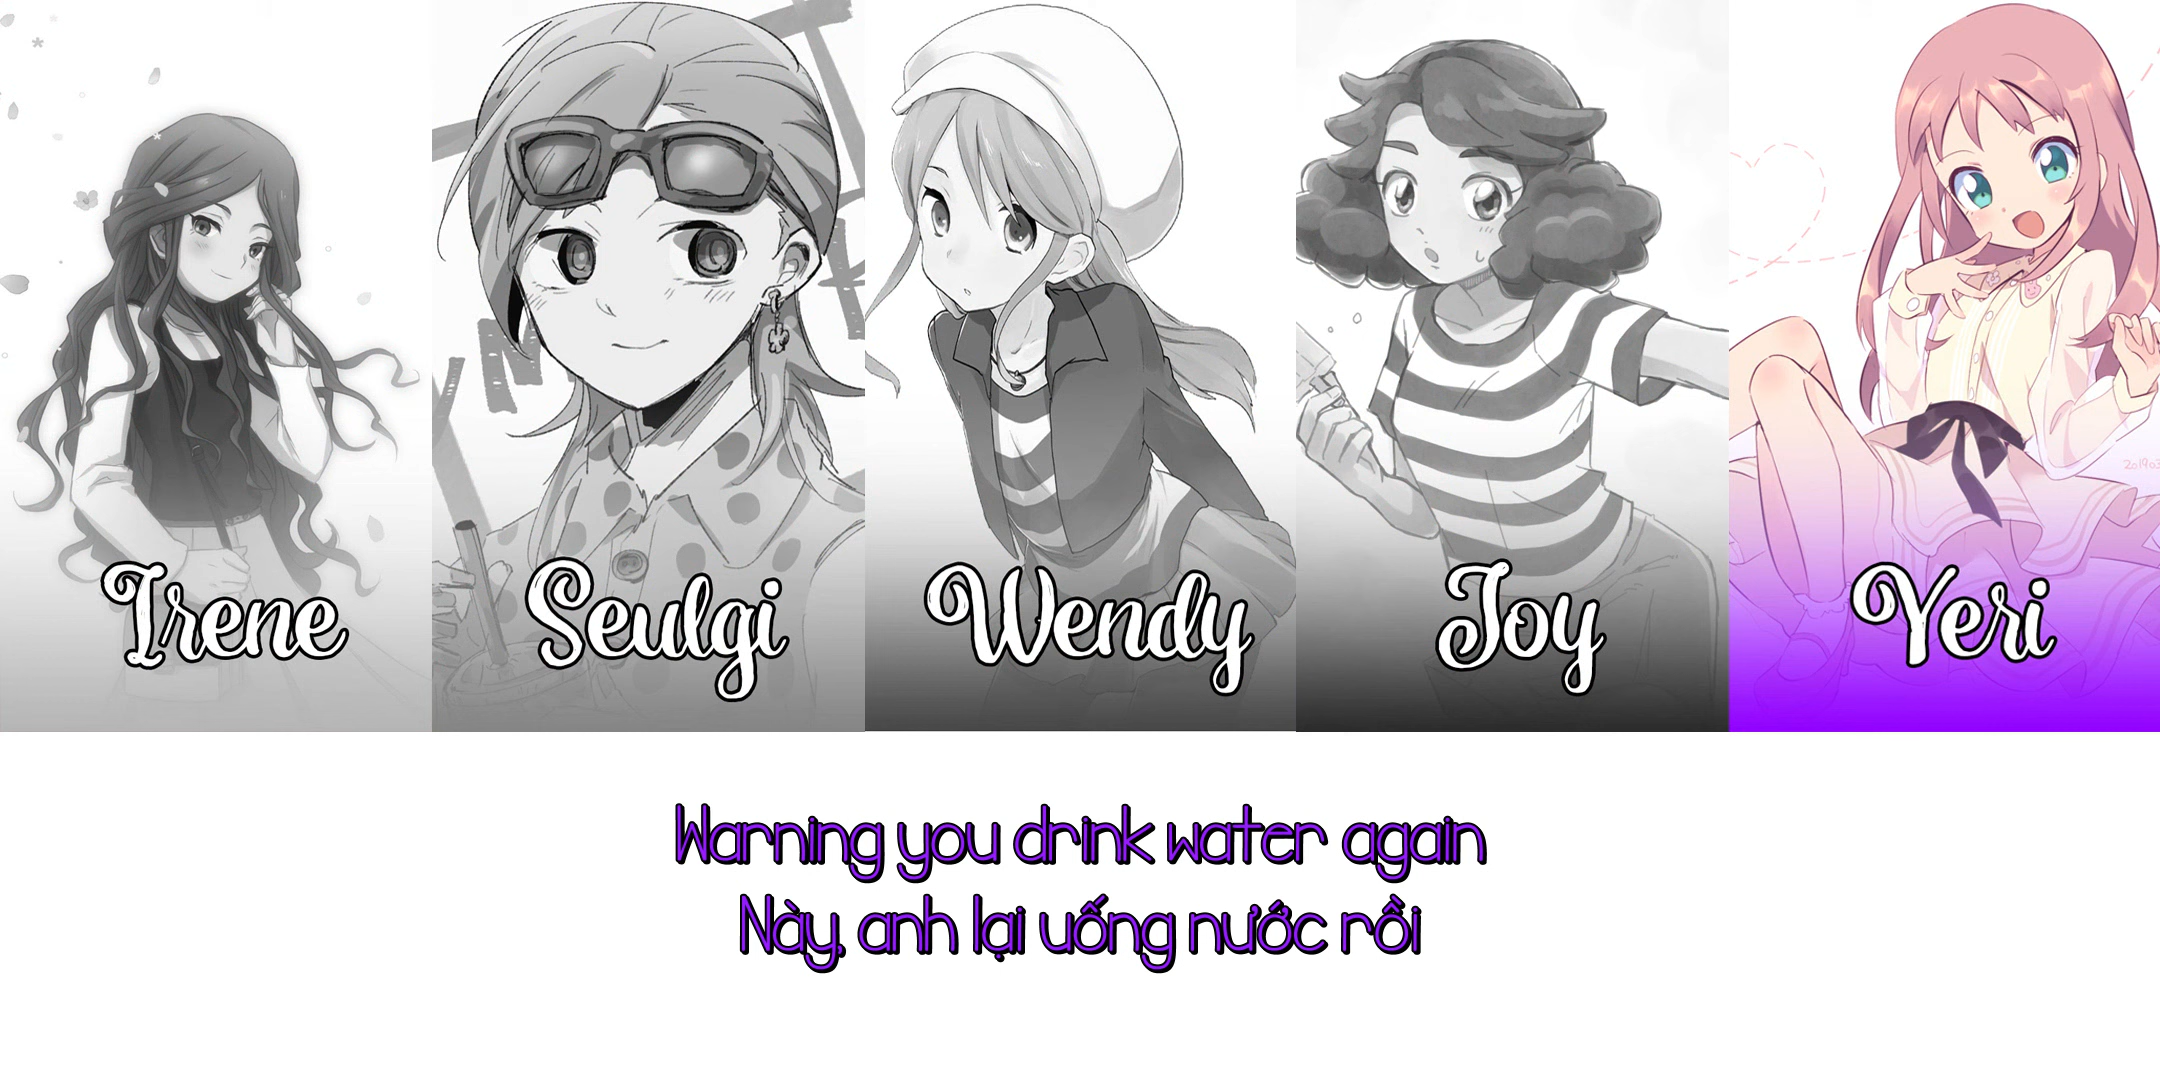 Irene
Seulgi
Wendy
Joy
Yeri
Warning you drink water again
Này, anh lại uống nước rồi